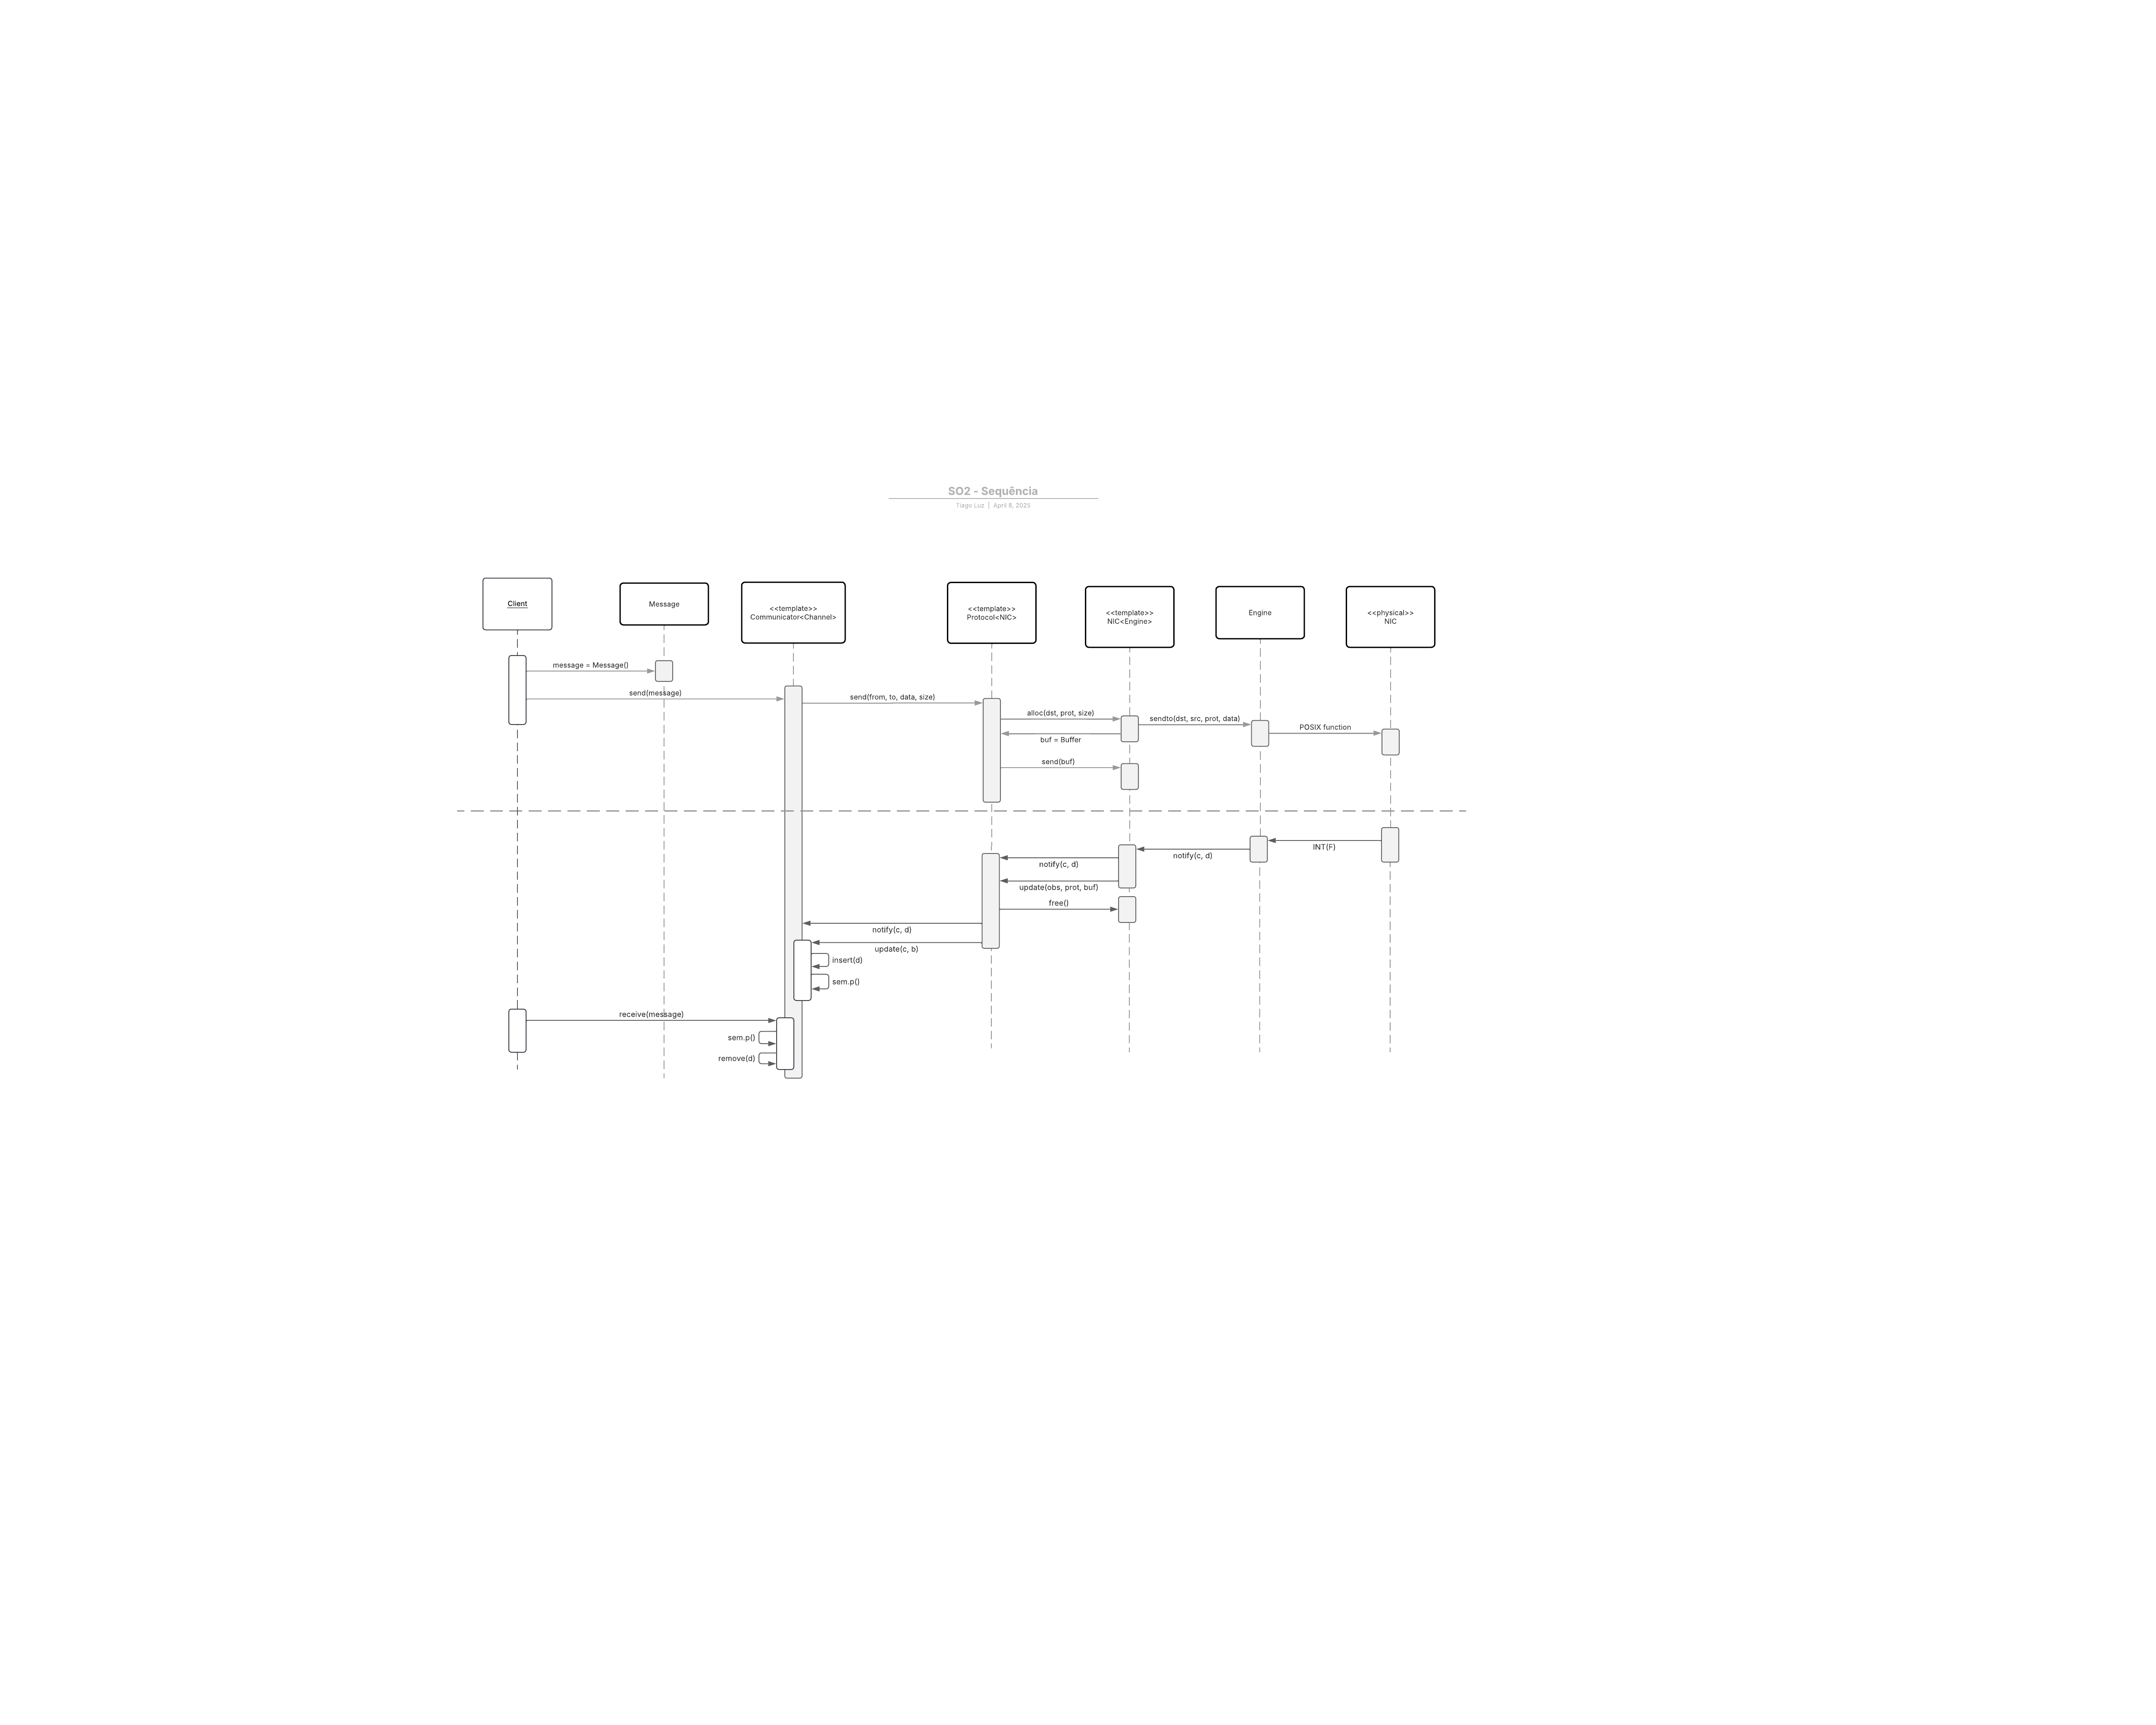 SO2 - Sequência
Tiago Luz | April 8, 2025
Client
Message
<<template>>
Communicator<Channel>
<<template>>
Protocol<NIC>
<<template>>
NIC<Engine>
Engine
<<physical>>
NIC
message = Message()
send(message)
send(from, to, data, size)
alloc(dst, prot, size)
sendto(dst, src, prot, data)
POSIX function
buf = Buffer
send(buf)
INT(F)
notify(c, d)
notify(c, d)
update(obs, prot, buf)
free()
notify(c, d)
update(c, b)
insert(d)
sem.p()
receive(message)
sem.p()
remove(d)